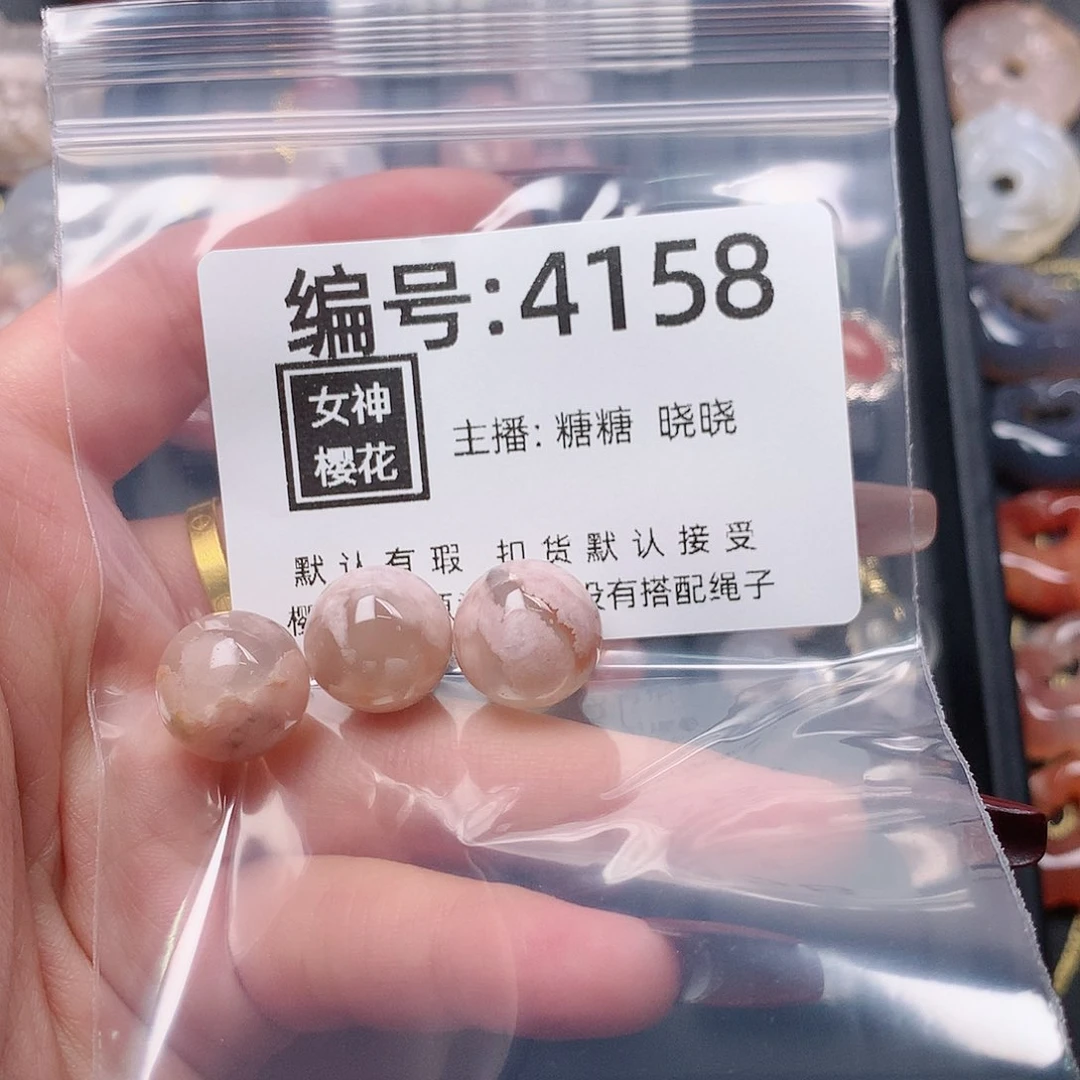 编号:4158
女神
樱花
主播: 糖糖 晓晓
默认有瑕 扣货默认接受
没有搭配绳子